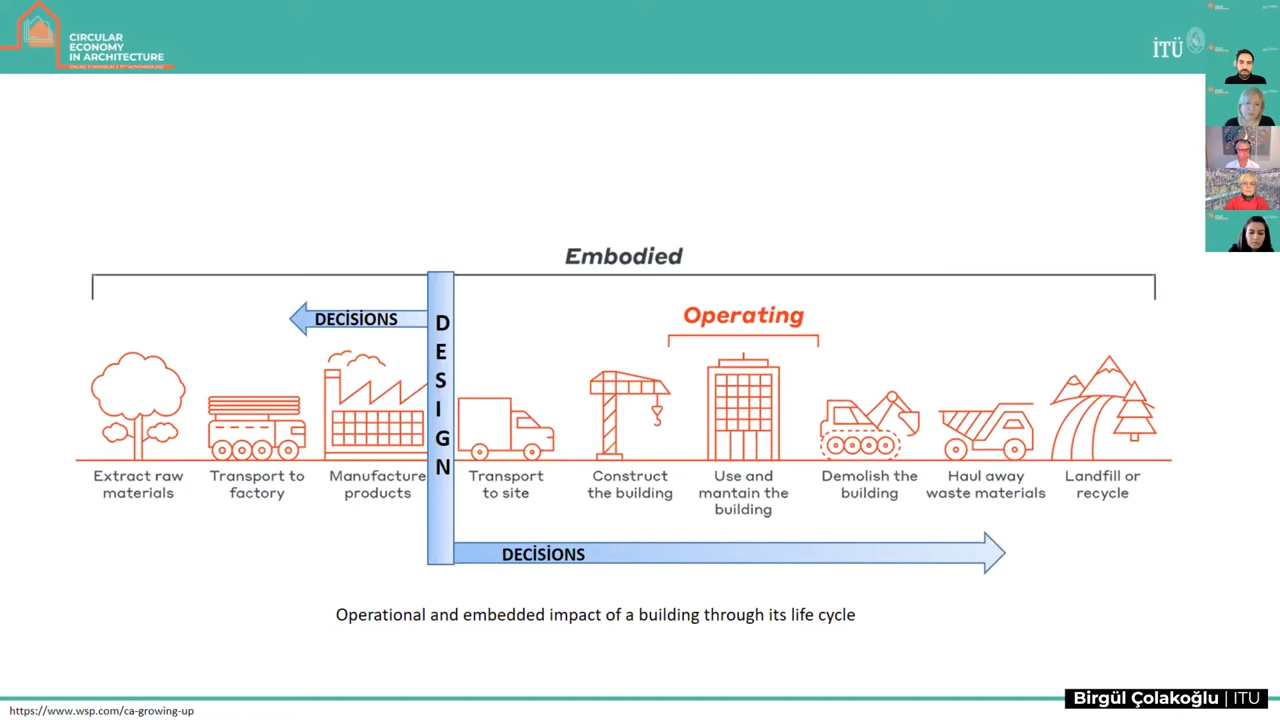 CIRCULAR
ECONOMY
IN ARCHITECTURE
İTÜ
Embodied
Operating
DECİSİONS
DESIGN
Extract raw
materials
Transport to
factory
Manufacture
products
Transport
to site
Construct
the building
Use and
mantain the
building
Demolish the
building
Haul away
waste materials
Landfill or
recycle
DECİSİONS
Operational and embedded impact of a building through its life cycle
Birgül Çolakoğlu | ITU
https://www.wsp.com/ca-growing-up